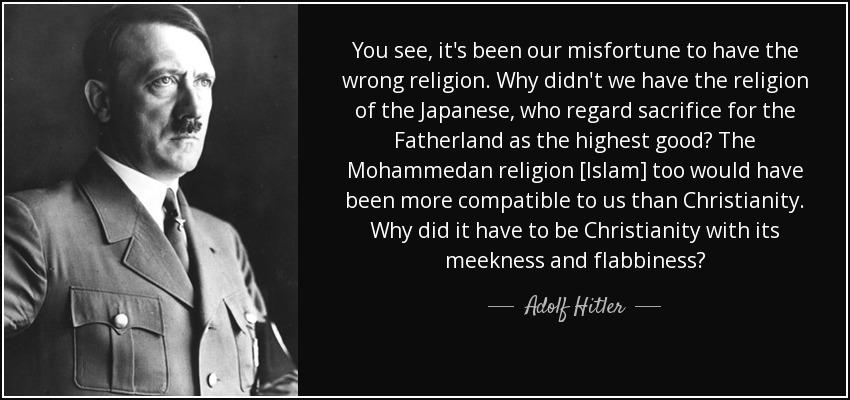 You see, it's been our misfortune to have the
wrong religion. Why didn't we have the religion
of the Japanese, who regard sacrifice for the
Fatherland as the highest good? The
Mohammedan religion [Islam] too would have
been more compatible to us than Christianity.
Why did it have to be Christianity with its
meekness and flabbiness?
Adolf Hitler